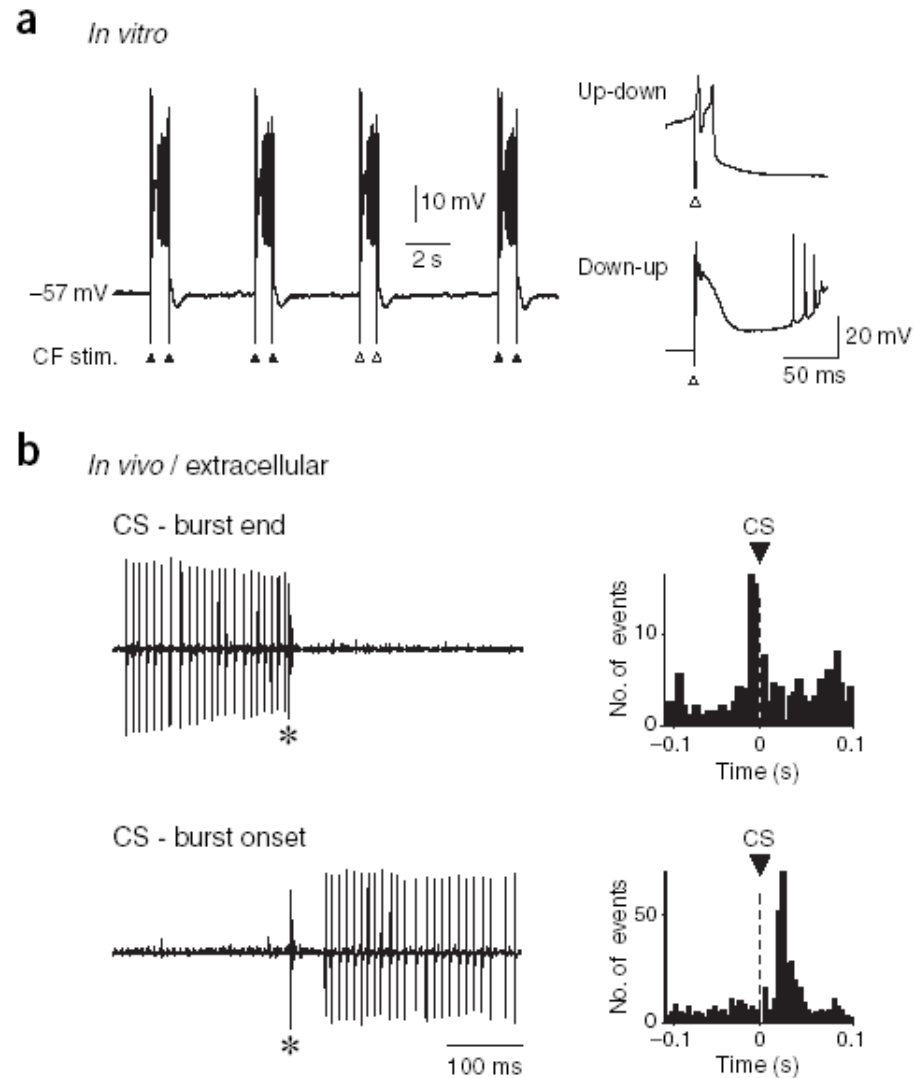 a
In vitro
Up-down
10 mV
2 s
−57 mV
CF stim.
Down-up
20 mV
50 ms
b
In vivo / extracellular
CS - burst end
*
CS
No. of events
10
0
−0.1 0 0.1
Time (s)
CS - burst onset
*
100 ms
CS
No. of events
50
0
−0.1 0 0.1
Time (s)